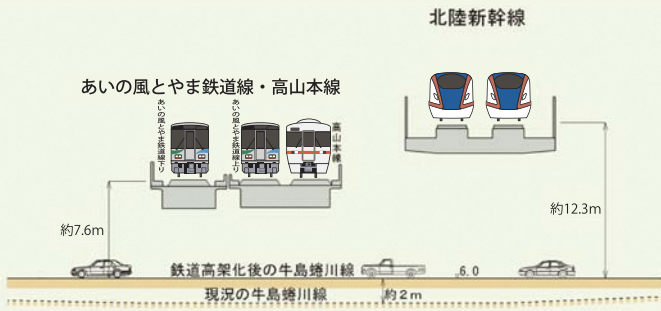 北陸新幹線
あいの風とやま鉄道線・高山本線
あいの風とやま鉄道線下り
あいの風とやま鉄道線上り
高山本線
約7.6m
約12.3m
鉄道高架化後の牛島蜷川線
6.0
現況の牛島蜷川線
約2m